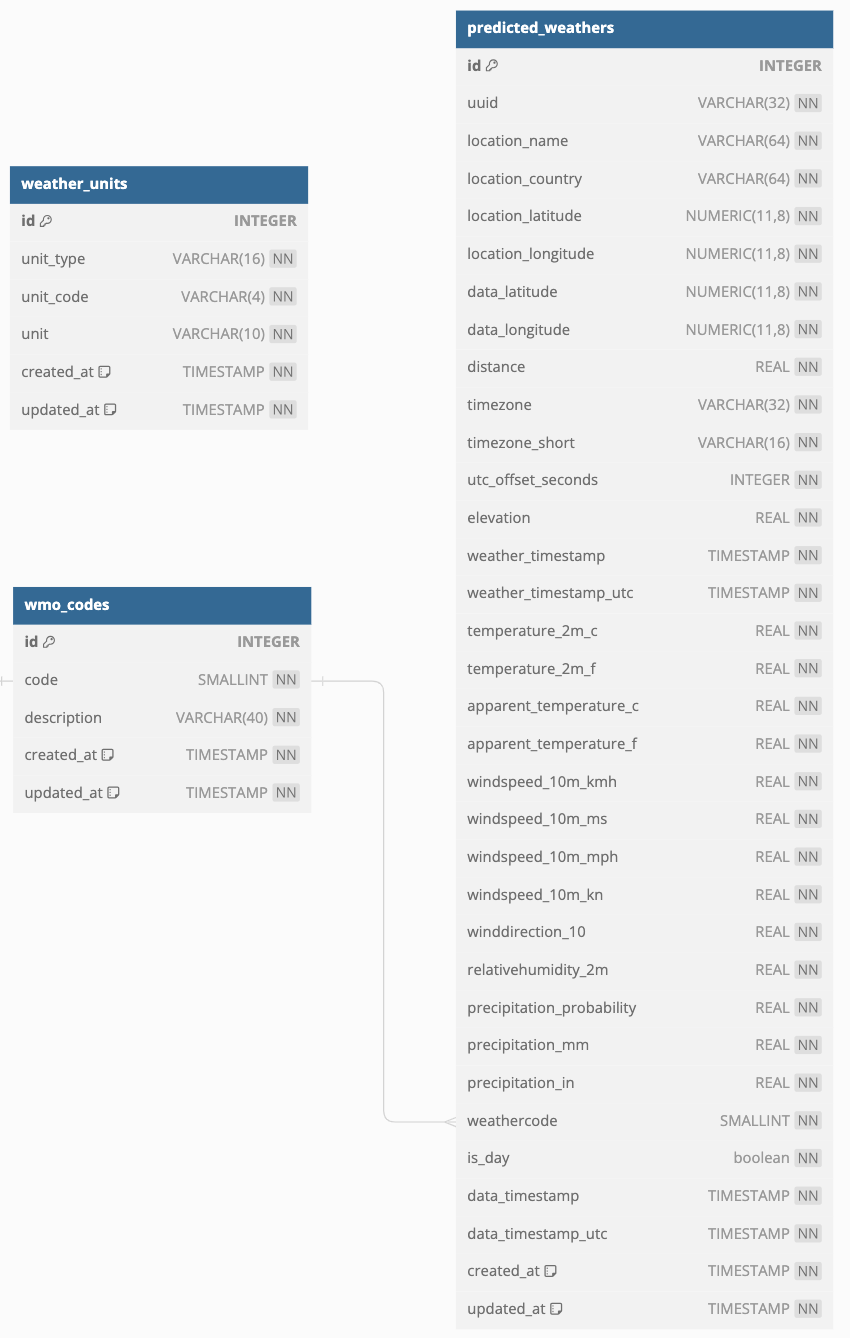 weather_units
id INTEGER
unit_type VARCHAR(16) NN
unit_code VARCHAR(4) NN
unit VARCHAR(10) NN
created_at TIMESTAMP NN
updated_at TIMESTAMP NN
wmo_codes
id INTEGER
code SMALLINT NN
description VARCHAR(40) NN
created_at TIMESTAMP NN
updated_at TIMESTAMP NN
predicted_weathers
id INTEGER
uuid VARCHAR(32) NN
location_name VARCHAR(64) NN
location_country VARCHAR(64) NN
location_latitude NUMERIC(11,8) NN
location_longitude NUMERIC(11,8) NN
data_latitude NUMERIC(11,8) NN
data_longitude NUMERIC(11,8) NN
distance REAL NN
timezone VARCHAR(32) NN
timezone_short VARCHAR(16) NN
utc_offset_seconds INTEGER NN
elevation REAL NN
weather_timestamp TIMESTAMP NN
weather_timestamp_utc TIMESTAMP NN
temperature_2m_c REAL NN
temperature_2m_f REAL NN
apparent_temperature_c REAL NN
apparent_temperature_f REAL NN
windspeed_10m_kmh REAL NN
windspeed_10m_ms REAL NN
windspeed_10m_mph REAL NN
windspeed_10m_kn REAL NN
winddirection_10 REAL NN
relativehumidity_2m REAL NN
precipitation_probability REAL NN
precipitation_mm REAL NN
precipitation_in REAL NN
weathercode SMALLINT NN
is_day boolean NN
data_timestamp TIMESTAMP NN
data_timestamp_utc TIMESTAMP NN
created_at TIMESTAMP NN
updated_at TIMESTAMP NN